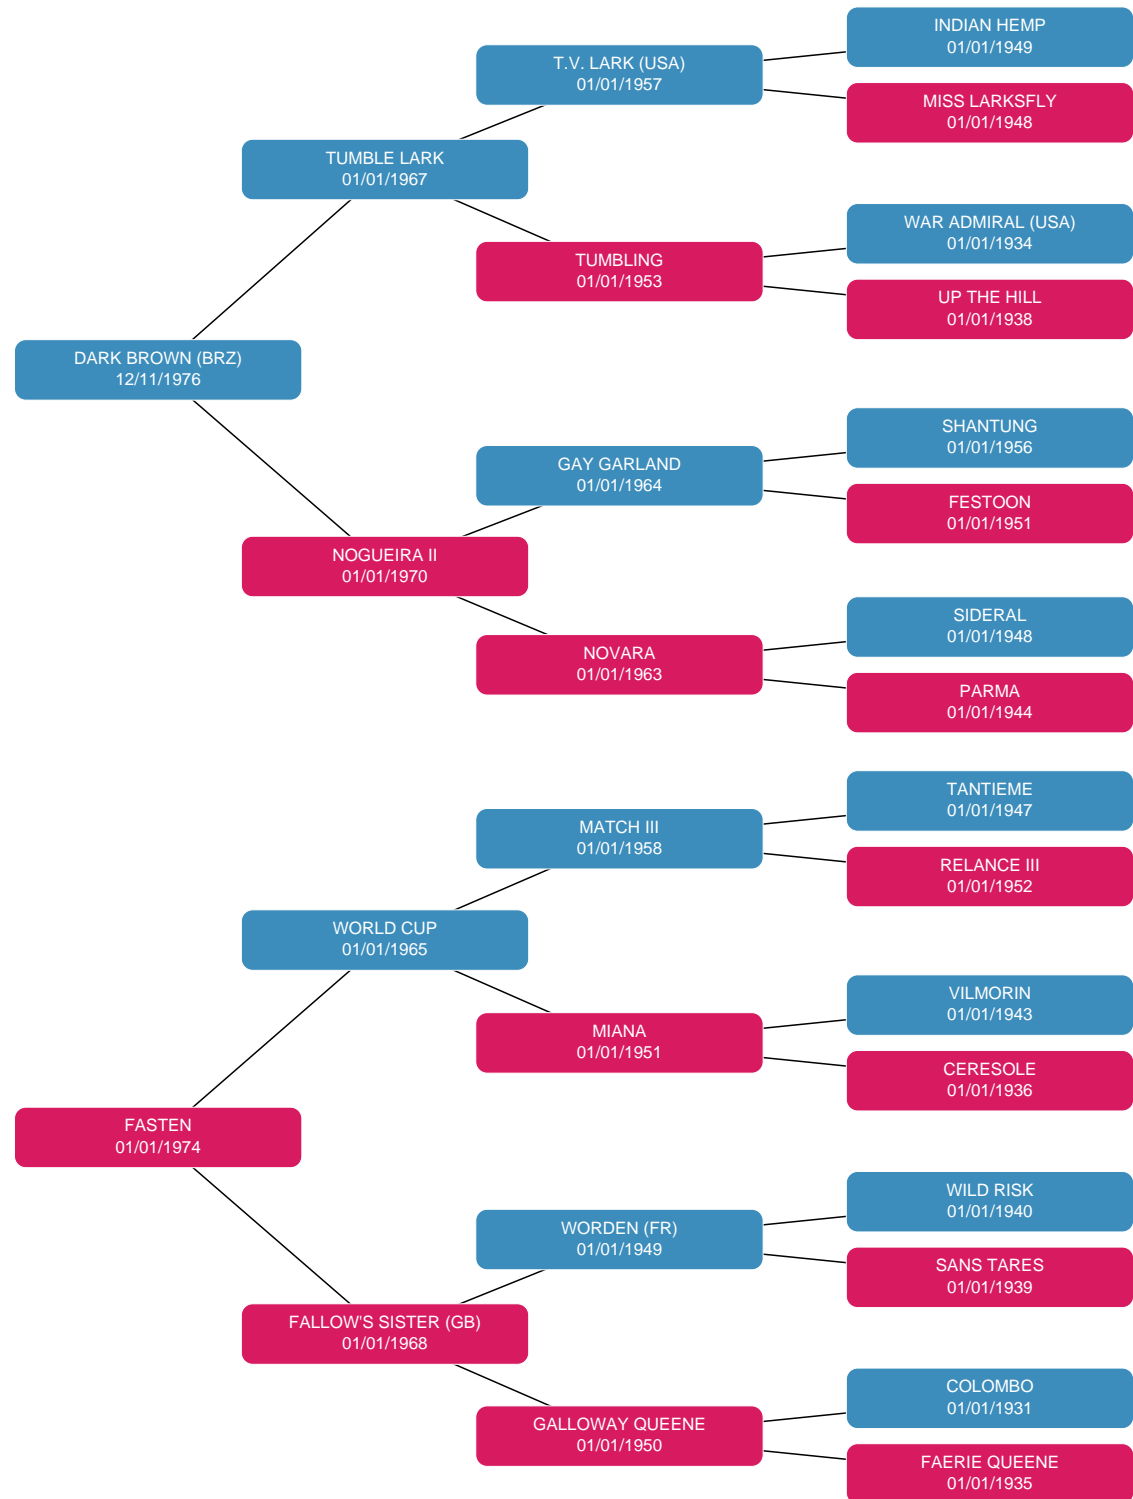 INDIAN HEMP
01/01/1949
T.V. LARK (USA)
01/01/1957
MISS LARKSFLY
01/01/1948
TUMBLE LARK
01/01/1967
WAR ADMIRAL (USA)
01/01/1934
TUMBLING
01/01/1953
UP THE HILL
01/01/1938
DARK BROWN (BRZ)
12/11/1976
SHANTUNG
01/01/1956
GAY GARLAND
01/01/1964
FESTOON
01/01/1951
NOGUEIRA II
01/01/1970
SIDERAL
01/01/1948
NOVARA
01/01/1963
PARMA
01/01/1944
TANTIEME
01/01/1947
MATCH III
01/01/1958
RELANCE III
01/01/1952
WORLD CUP
01/01/1965
VILMORIN
01/01/1943
MIANA
01/01/1951
CERESOLE
01/01/1936
FASTEN
01/01/1974
WILD RISK
01/01/1940
WORDEN (FR)
01/01/1949
SANS TARES
01/01/1939
FALLOW'S SISTER (GB)
01/01/1968
COLOMBO
01/01/1931
GALLOWAY QUEENE
01/01/1950
FAERIE QUEENE
01/01/1935